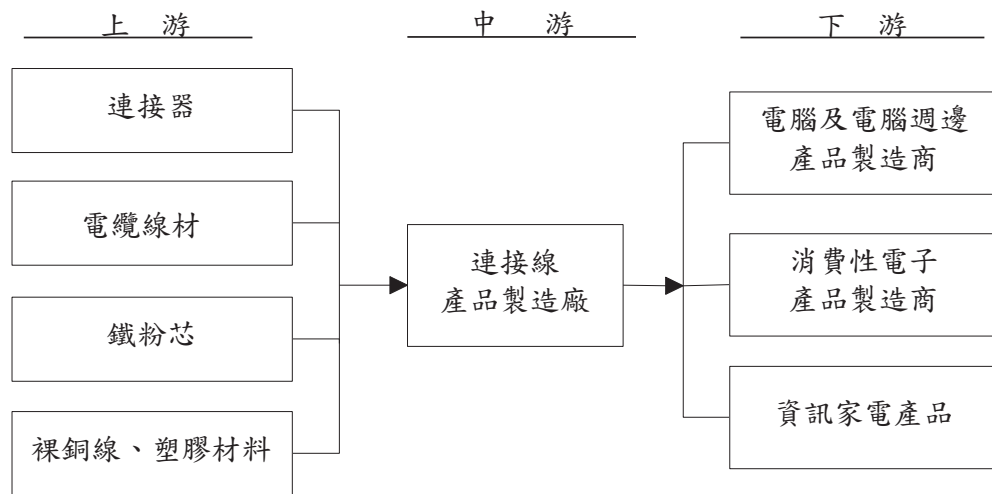 上 游
中 游
下 游
連接器
電纜線材
鐵粉芯
裸銅線、塑膠材料
連接線
產品製造廠
電腦及電腦週邊
產品製造商
消費性電子
產品製造商
資訊家電產品